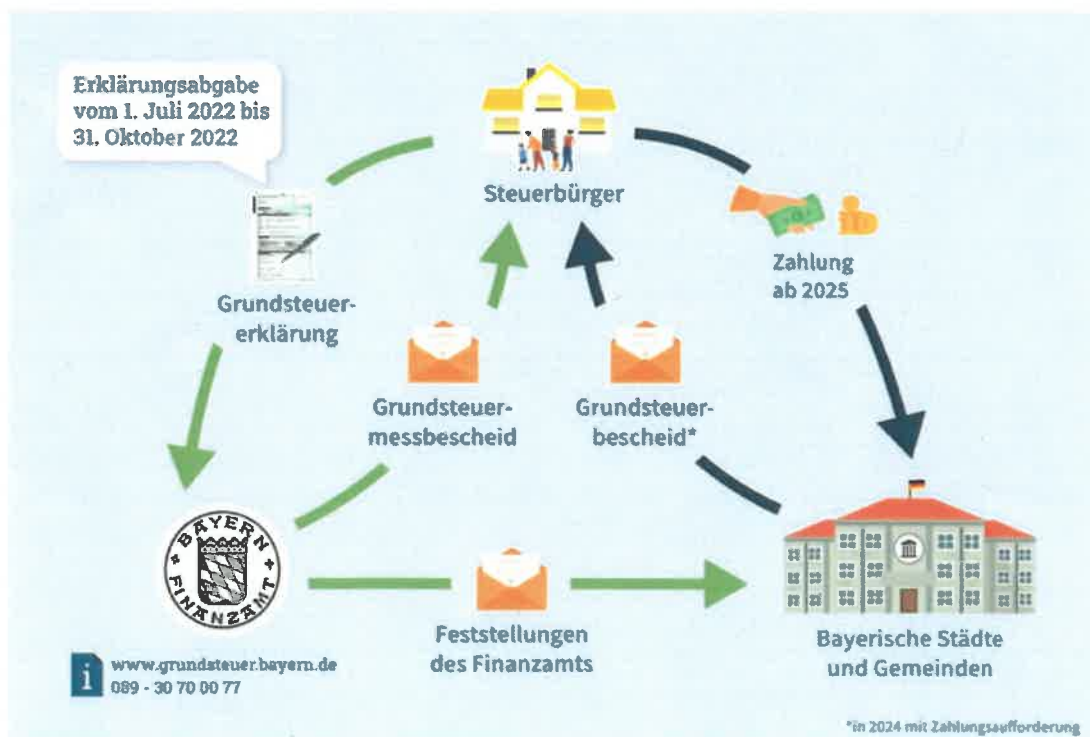 Erklärungsabgabe
vom 1. Juli 2022 bis
31. Oktober 2022
Steuerbürger
Zahlung
ab 2025
Grundsteuer-
erklärung
Grundsteuer-
messbescheid
Grundsteuer-
bescheid*
BAYERN
FINANZAMT
Feststellungen
des Finanzamts
Bayerische Städte
und Gemeinden
i
www.grundsteuer.bayern.de
089 - 30 70 00 77
*in 2024 mit Zahlungsaufforderung